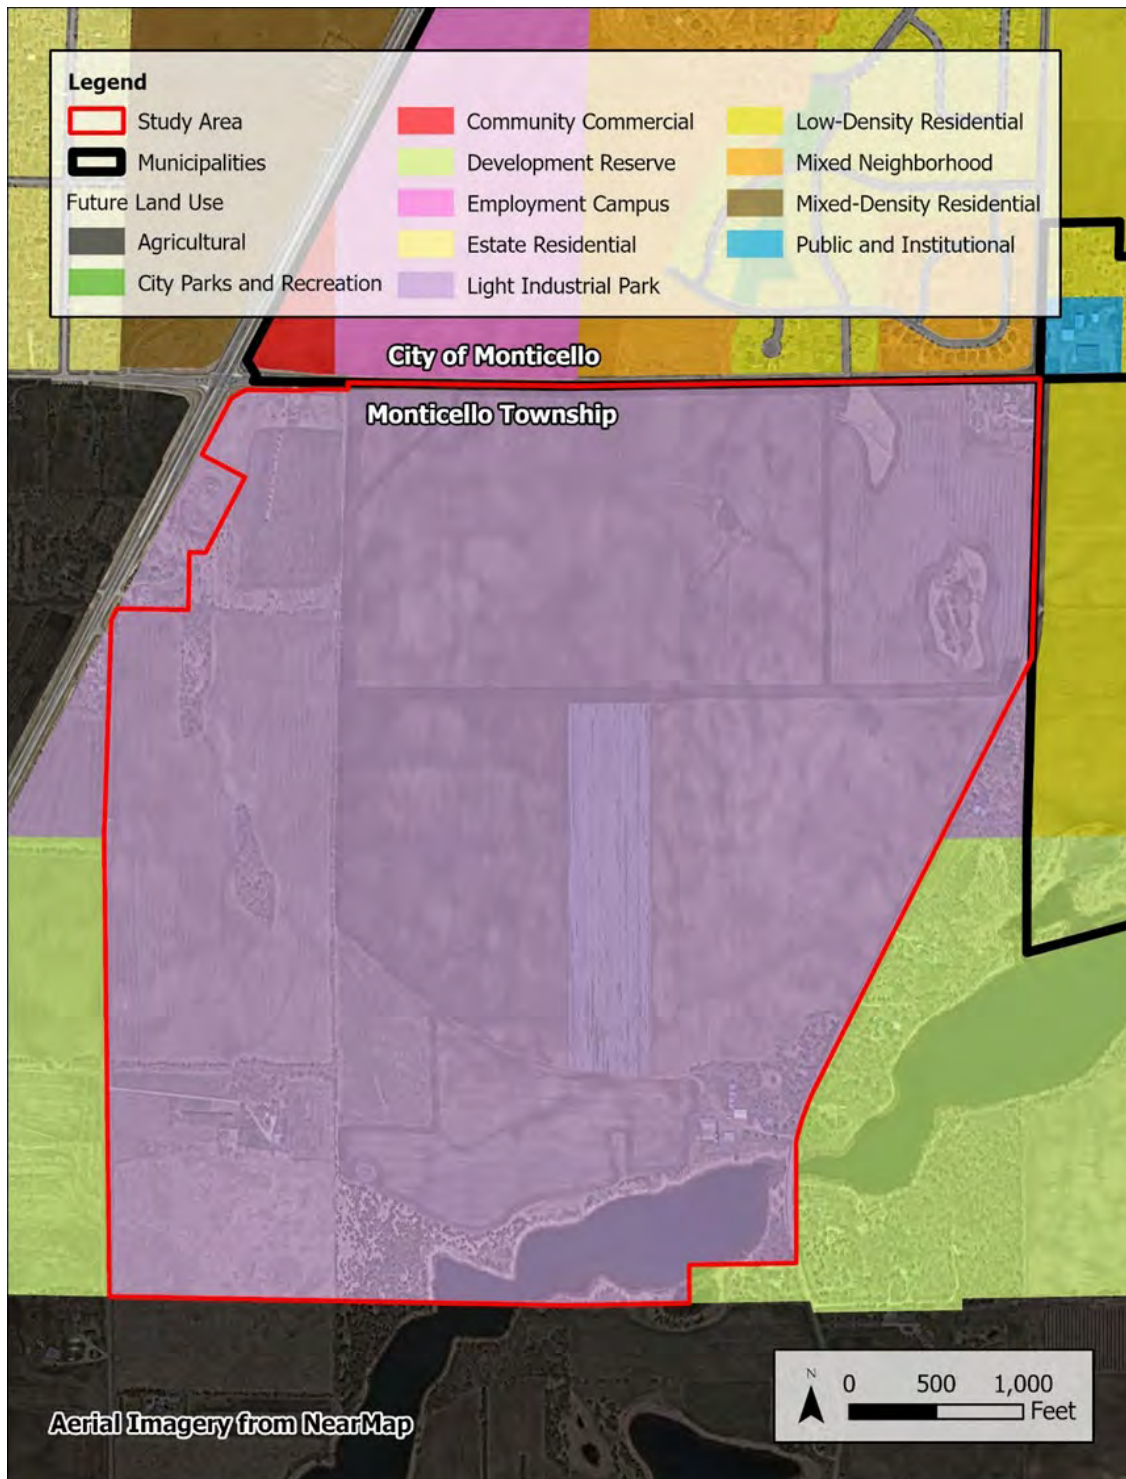 Legend
Study Area
Municipalities
Future Land Use
Agricultural
City Parks and Recreation
Community Commercial
Development Reserve
Employment Campus
Estate Residential
Light Industrial Park
Low-Density Residential
Mixed Neighborhood
Mixed-Density Residential
Public and Institutional
City of Monticello
Monticello Township
N
0 500 1,000
Feet
Aerial Imagery from NearMap